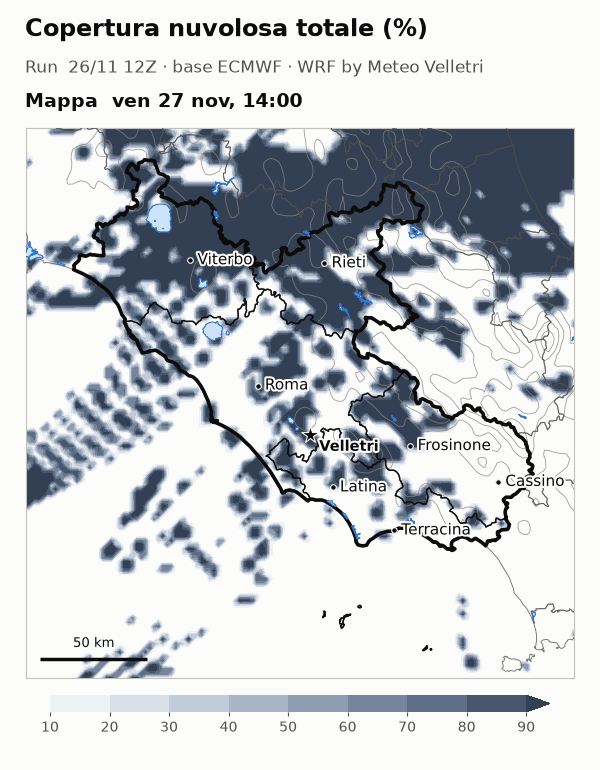 Copertura nuvolosa totale (%)
Run  26/11 12Z · base ECMWF · WRF by Meteo Velletri
Mappa  ven 27 nov, 14:00
Viterbo
Rieti
Roma
Velletri
Frosinone
Cassino
Latina
Terracina
50 km
10 20 30 40 50 60 70 80 90